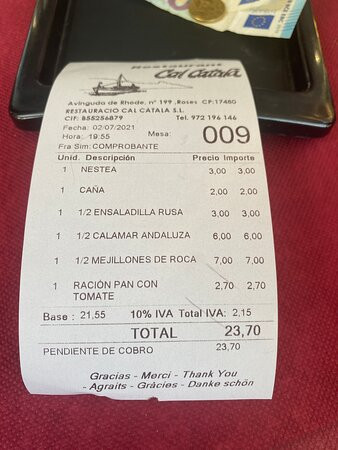 Restaurant
Cal Catala
Avinguda de Rhode, nº 199 ,Roses CP:17480
RESTAURACIO CAL CATALA S.L.
CIF: B55256879 Tel. 972 196 146
Fecha: 02/07/2021
Hora: 19:55 Mesa: 009
Fra Sim: COMPROBANTE
Unid. Descripción Precio Importe
1 NESTEA 3,00 3,00
1 CAÑA 2,00 2,00
1 1/2 ENSALADILLA RUSA 3,00 3,00
1 1/2 CALAMAR ANDALUZA 6,00 6,00
1 1/2 MEJILLONES DE ROCA 7,00 7,00
1 RACIÓN PAN CON 2,70 2,70
TOMATE
Base : 21,55 10% IVA Total IVA: 2,15
TOTAL 23,70
PENDIENTE DE COBRO 23,70
Gracias - Merci - Thank You
- Agraits - Gràcies - Danke schön